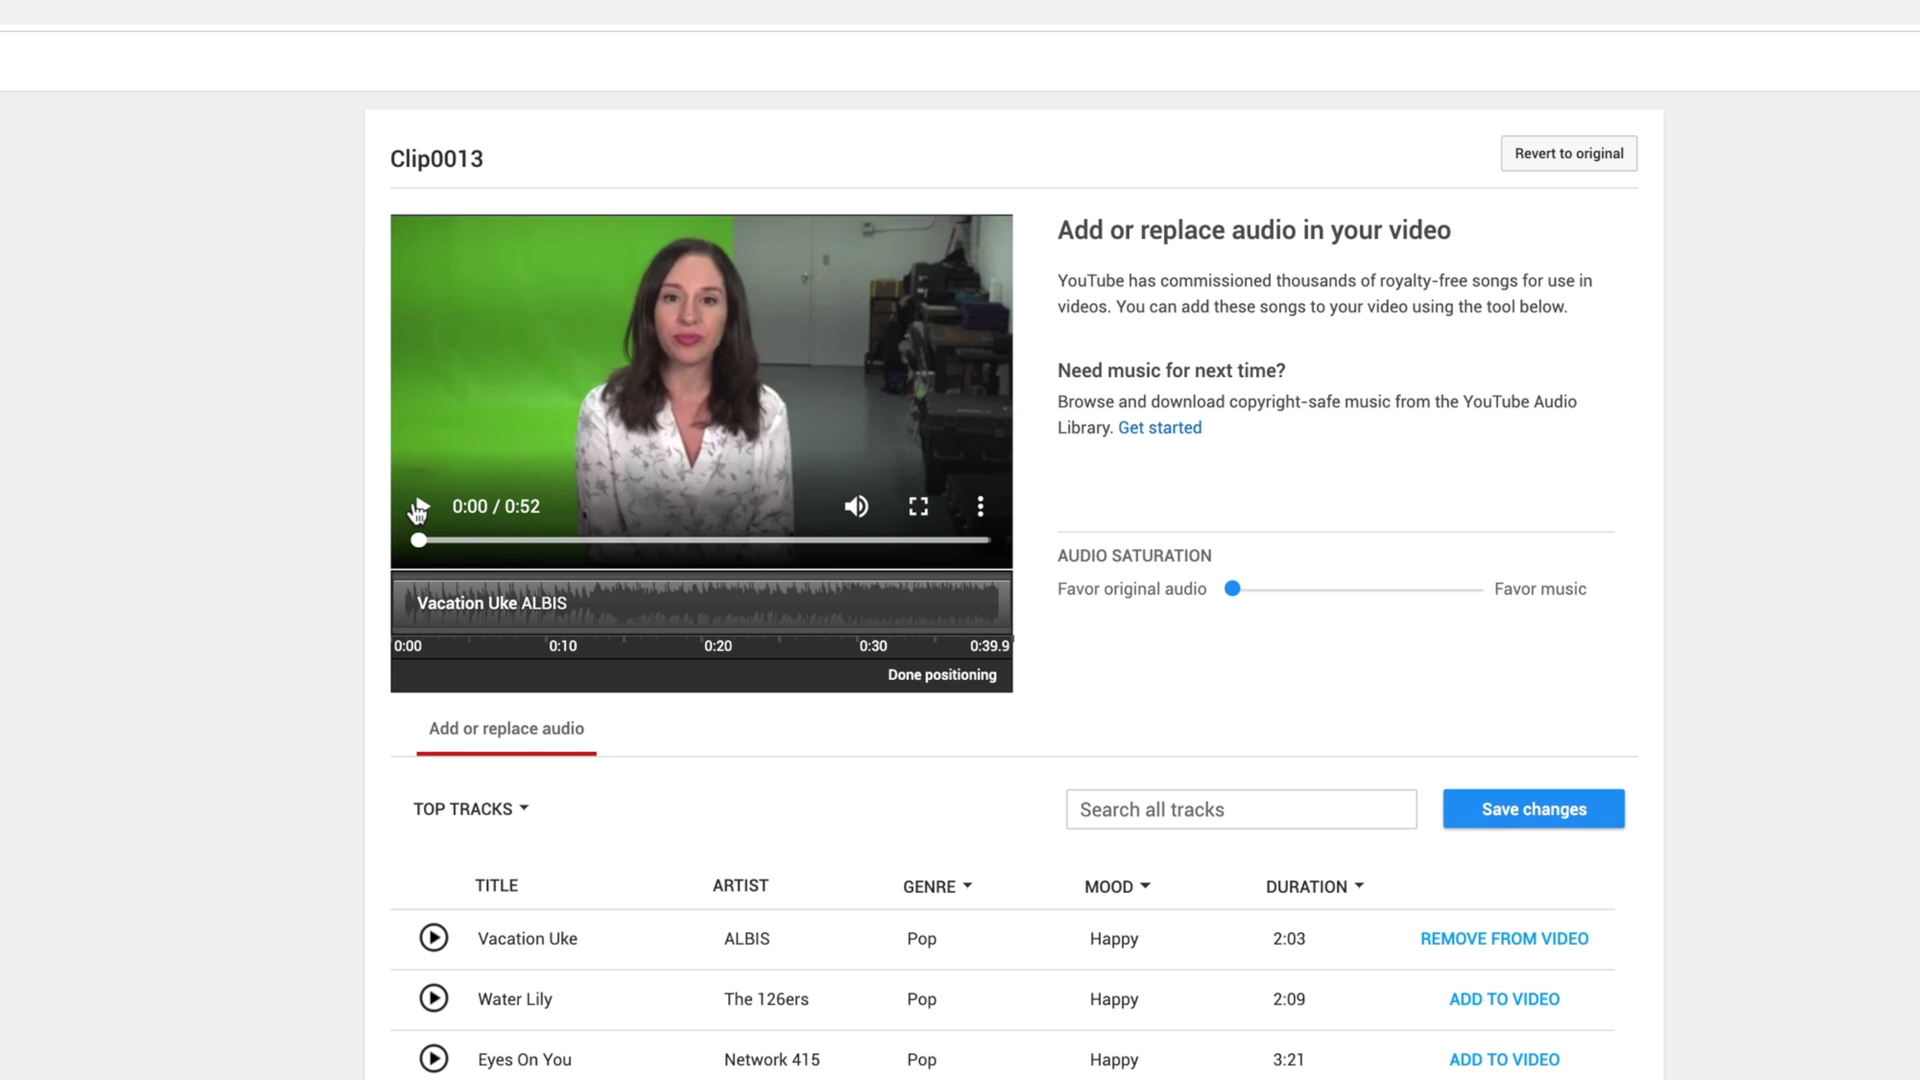 Clip0013
Revert to original
Add or replace audio in your video
YouTube has commissioned thousands of royalty-free songs for use in
videos. You can add these songs to your video using the tool below.
Need music for next time?
Browse and download copyright-safe music from the YouTube Audio
Library. Get started
0:00 / 0:52
AUDIO SATURATION
Favor original audio
Favor music
Vacation Uke ALBIS
0:00 0:10 0:20 0:30 0:39.9
Done positioning
Add or replace audio
TOP TRACKS
Search all tracks
Save changes
TITLE ARTIST GENRE MOOD DURATION
Vacation Uke ALBIS Pop Happy 2:03 REMOVE FROM VIDEO
Water Lily The 126ers Pop Happy 2:09 ADD TO VIDEO
Eyes On You Network 415 Pop Happy 3:21 ADD TO VIDEO